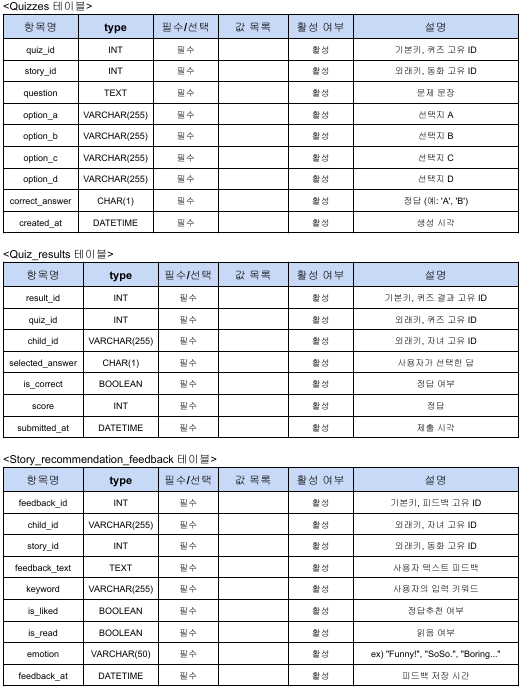 <Quizzes 테이블>
항목명 type 필수/선택 값 목록 활성 여부 설명
quiz_id INT 필수 활성 기본키, 퀴즈 고유 ID
story_id INT 필수 활성 외래키, 동화 고유 ID
question TEXT 필수 활성 문제 문장
option_a VARCHAR(255) 필수 활성 선택지 A
option_b VARCHAR(255) 필수 활성 선택지 B
option_c VARCHAR(255) 필수 활성 선택지 C
option_d VARCHAR(255) 필수 활성 선택지 D
correct_answer CHAR(1) 필수 활성 정답 (예: 'A', 'B')
created_at DATETIME 필수 활성 생성 시각
<Quiz_results 테이블>
항목명 type 필수/선택 값 목록 활성 여부 설명
result_id INT 필수 활성 기본키, 퀴즈 결과 고유 ID
quiz_id INT 필수 활성 외래키, 퀴즈 고유 ID
child_id VARCHAR(255) 필수 활성 외래키, 자녀 고유 ID
selected_answer CHAR(1) 필수 활성 사용자가 선택한 답
is_correct BOOLEAN 필수 활성 정답 여부
score INT 필수 활성 정답
submitted_at DATETIME 필수 활성 제출 시각
<Story_recommendation_feedback 테이블>
항목명 type 필수/선택 값 목록 활성 여부 설명
feedback_id INT 필수 활성 기본키, 피드백 고유 ID
child_id VARCHAR(255) 필수 활성 외래키, 자녀 고유 ID
story_id INT 필수 활성 외래키, 동화 고유 ID
feedback_text TEXT 필수 활성 사용자 텍스트 피드백
keyword VARCHAR(255) 필수 활성 사용자의 입력 키워드
is_liked BOOLEAN 필수 활성 정답추천 여부
is_read BOOLEAN 필수 활성 읽음 여부
emotion VARCHAR(50) 필수 활성 ex) "Funny!", "SoSo.", "Boring..."
feedback_at DATETIME 필수 활성 피드백 저장 시간